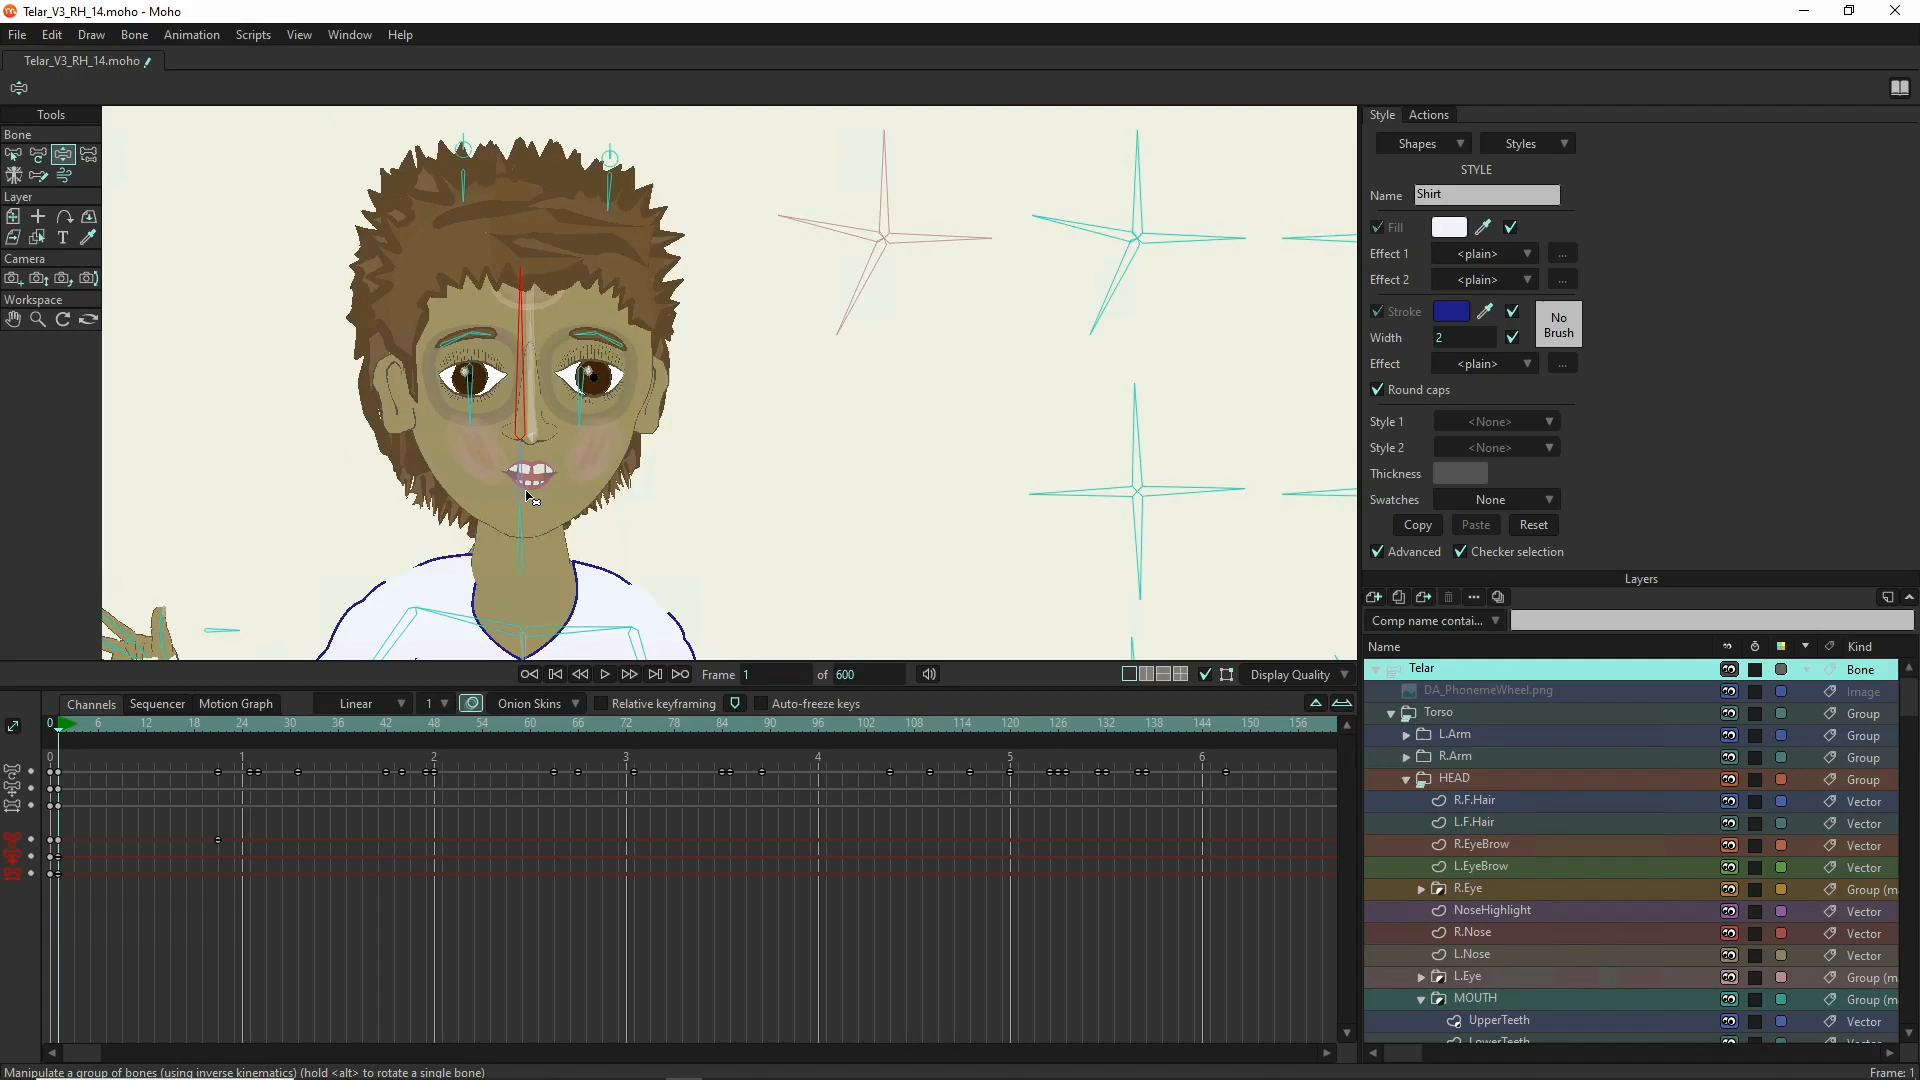 Telar_V3_RH_14.moho - Moho
File Edit Draw Bone Animation Scripts View Window Help
Telar_V3_RH_14.moho
Tools
Bone
Layer
Camera
Workspace
Style Actions
Shapes Styles
STYLE
Name Shirt
Fill
Effect 1 <plain> ...
Effect 2 <plain> ...
Stroke
No Brush
Width 2
Effect <plain> ...
Round caps
Style 1 <None>
Style 2 <None>
Thickness
Swatches None
Copy Paste Reset
Advanced Checker selection
Layers
Comp name contai...
Name Kind
Telar Bone
DA_PhonemeWheel.png Image
Torso Group
L.Arm Group
R.Arm Group
HEAD Group
R.F.Hair Vector
L.F.Hair Vector
R.EyeBrow Vector
L.EyeBrow Vector
R.Eye Group (m
NoseHighlight Vector
R.Nose Vector
L.Nose Vector
L.Eye Group (m
MOUTH Group (m
UpperTeeth Vector
LowerTeeth
Frame 1 of 600 Display Quality
Channels Sequencer Motion Graph Linear 1 Onion Skins Relative keyframing Auto-freeze keys
0 6 12 18 24 30 36 42 48 54 60 66 72 78 84 90 96 102 108 114 120 126 132 138 144 150 156
0 1 2 3 4 5 6
Manipulate a group of bones (using inverse kinematics) (hold <alt> to rotate a single bone) Frame: 1